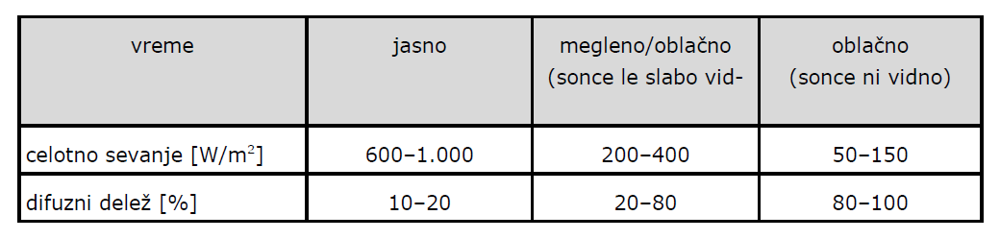 vreme jasno megleno/oblačno oblačno
(sonce le slabo vid- (sonce ni vidno)
celotno sevanje [W/m²] 600–1.000 200–400 50–150
difuzni delež [%] 10–20 20–80 80–100